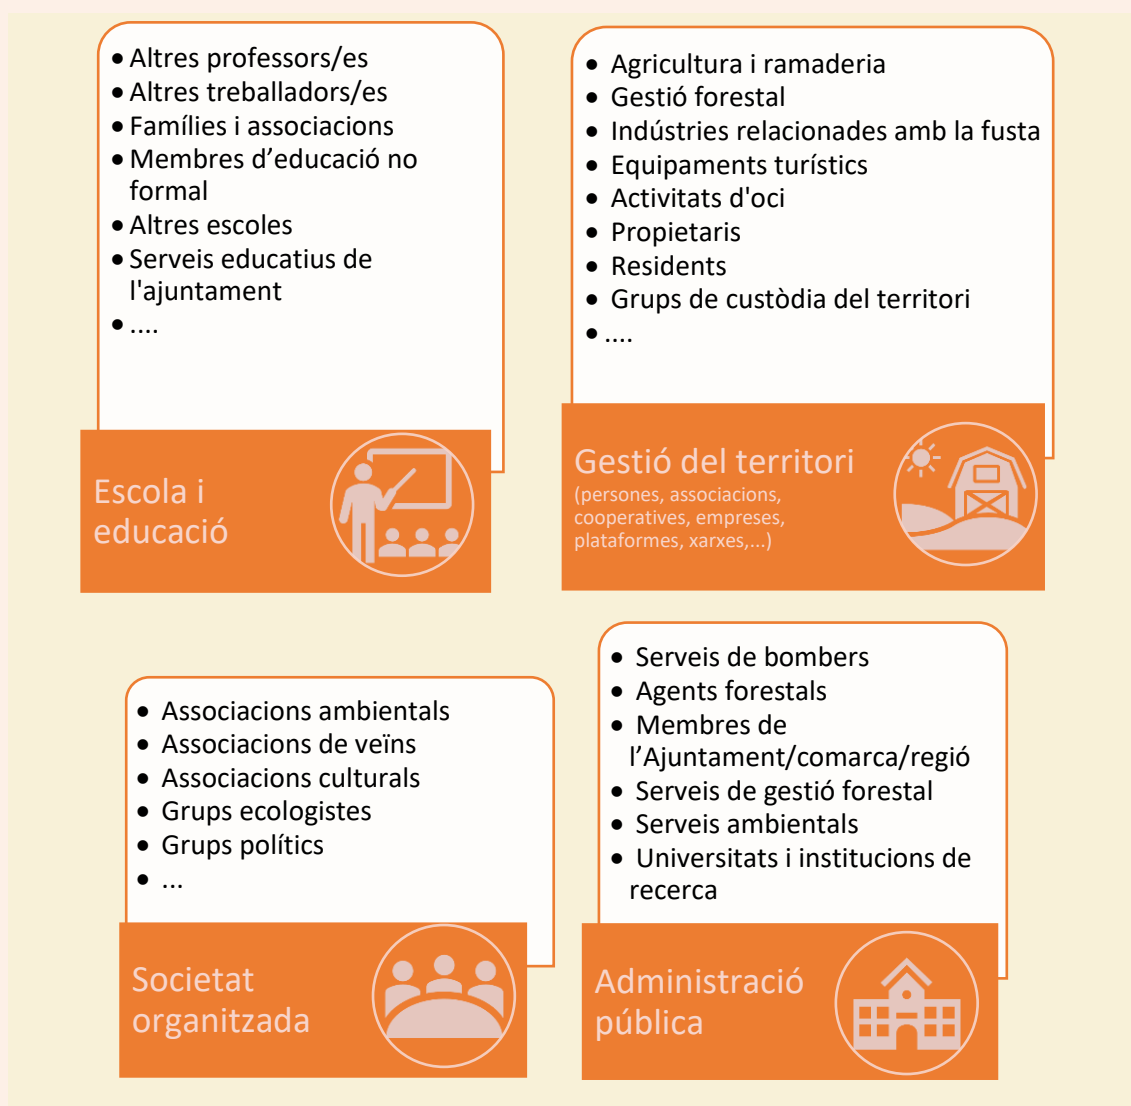 • Altres professors/es
• Altres treballadors/es
• Famílies i associacions
• Membres d’educació no
formal
• Altres escoles
• Serveis educatius de
l'ajuntament
• ....
Escola i
educació
• Agricultura i ramaderia
• Gestió forestal
• Indústries relacionades amb la fusta
• Equipaments turístics
• Activitats d'oci
• Propietaris
• Residents
• Grups de custòdia del territori
• ....
Gestió del territori
(persones, associacions,
cooperatives, empreses,
plataformes, xarxes,...)
• Associacions ambientals
• Associacions de veïns
• Associacions culturals
• Grups ecologistes
• Grups polítics
• ...
Societat
organitzada
• Serveis de bombers
• Agents forestals
• Membres de
l’Ajuntament/comarca/regió
• Serveis de gestió forestal
• Serveis ambientals
• Universitats i institucions de
recerca
Administració
pública